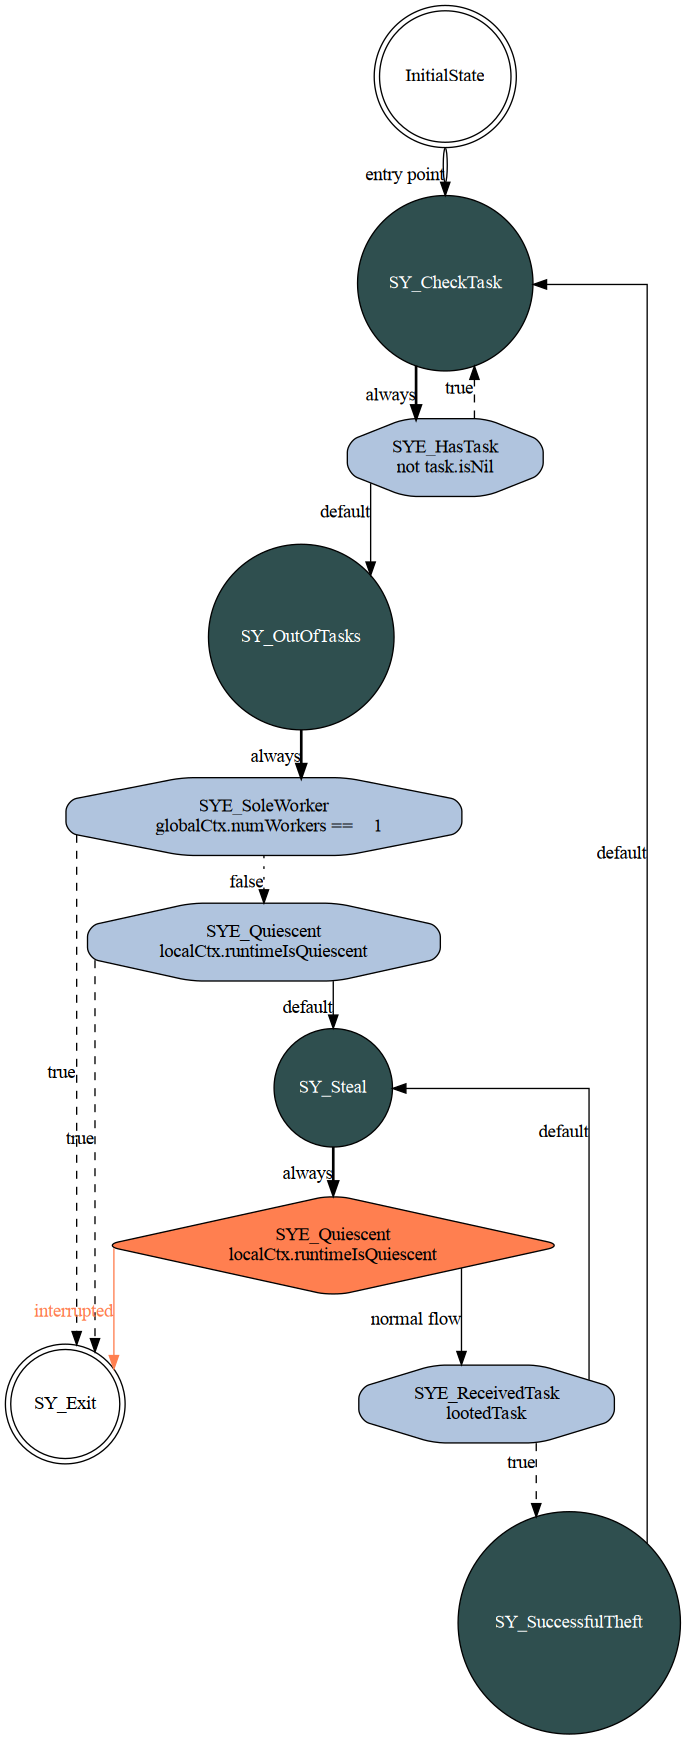 InitialState
entry point
SY_CheckTask
always
true
SYE_HasTask
not task.isNil
default
SY_OutOfTasks
always
SYE_SoleWorker
globalCtx.numWorkers == 1
default
false
SYE_Quiescent
localCtx.runtimeIsQuiescent
default
true
SY_Steal
default
true
always
SYE_Quiescent
localCtx.runtimeIsQuiescent
interrupted
normal flow
SY_Exit
SYE_ReceivedTask
lootedTask
true
SY_SuccessfulTheft